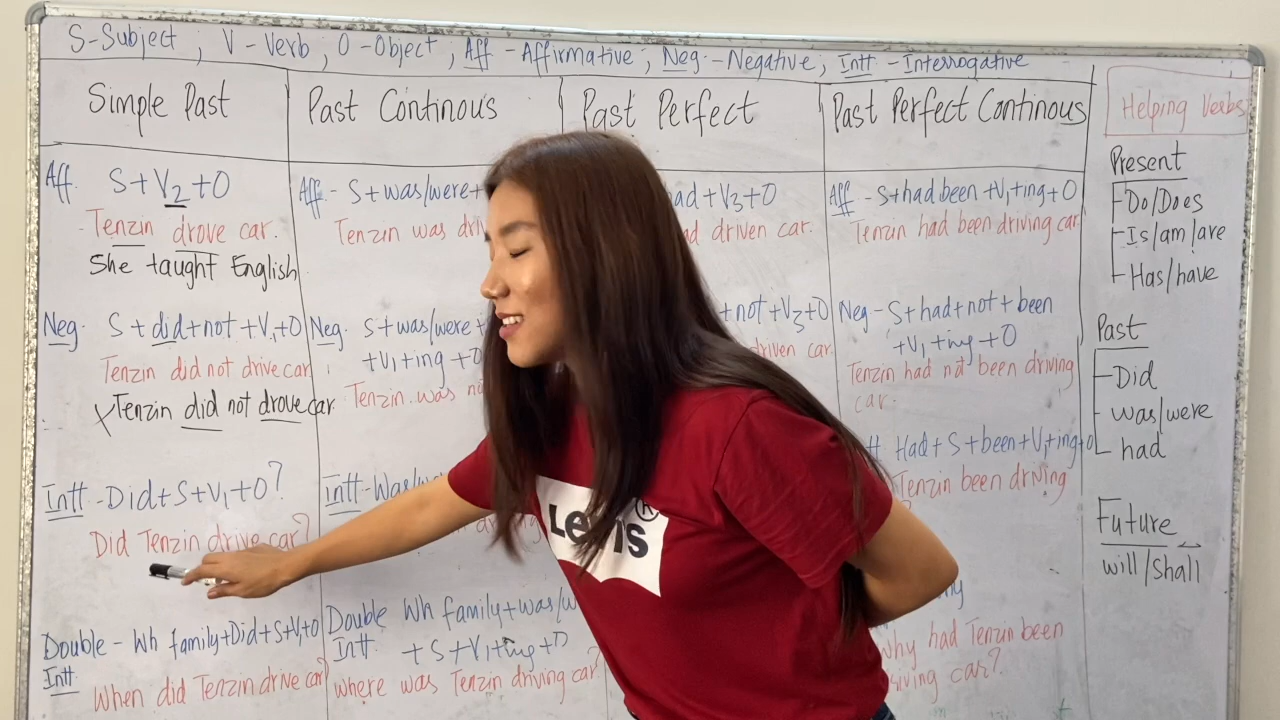 S-Subject ; V-Verb ; O-Object ; Aff-Affirmative ; Neg-Negative ; Intt-Interrogative
Simple Past
Aff. S+V2+O
Tenzin drove car.
She taught English
Neg. S+did+not+V1+O
Tenzin did not drive car
X Tenzin did not drove car.
Intt-Did+S+V1+O?
Did Tenzin drive car?
Double - Wh family+Did+S+V1+O
Intt
When did Tenzin drive car?
Past Continous
Aff - S+was/were+
Tenzin was
Neg. S+was/were+
+V1+ing+O
Tenzin was
Intt-Was/
Double Wh family+was/
Intt. +S+V1+ing+O
where was Tenzin driving car?
Past Perfect
+V3+O
driven car.
+not+V3+O
driven car.
Past Perfect Continous
Aff - S+had been+V1+ing+O
Tenzin had been driving car
Neg - S+had+not+been
+V1+ing+O
Tenzin had not been driving
car.
Had+S+been+V1+ing+O
Tenzin been driving
why had Tenzin been
car?
Helping Verbs
Present
Do/Does
Is/am/are
Has/have
Past
Did
was/were
had
Future
will/shall
Levi's®